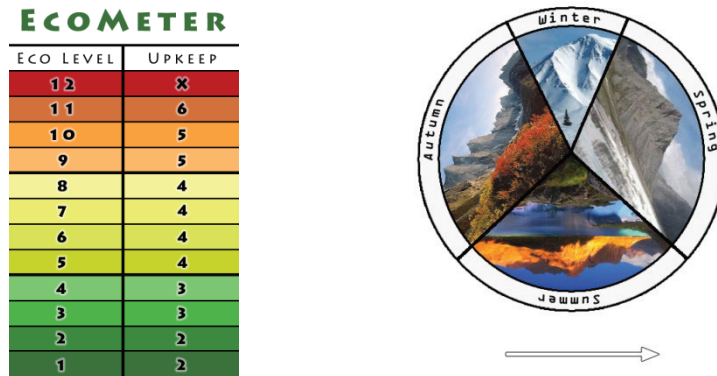 EcoMeter
Eco Level Upkeep
12 X
11 6
10 5
9 5
8 4
7 4
6 4
5 4
4 3
3 3
2 2
1 2
Winter
Autumn
Spring
Summer